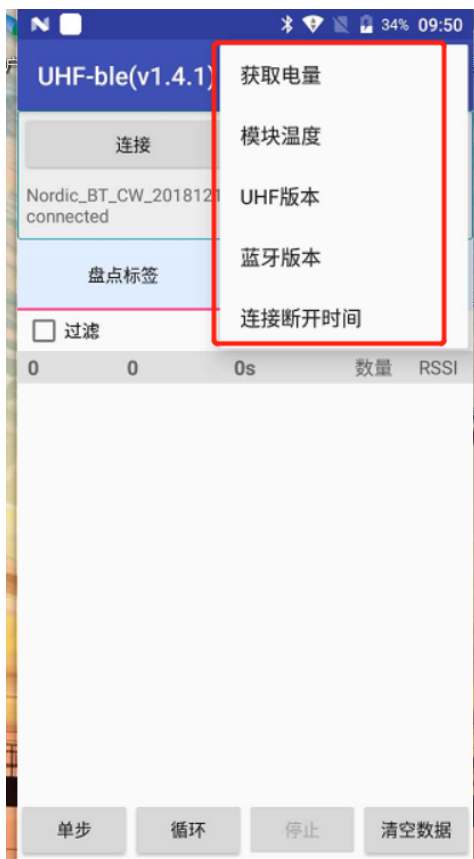 34% 09:50
UHF-ble(v1.4.1)
获取电量
模块温度
UHF版本
蓝牙版本
连接断开时间
连接
Nordic_BT_CW_2018121
connected
盘点标签
过滤
0 0 0s 数量 RSSI
单步 循环 停止 清空数据